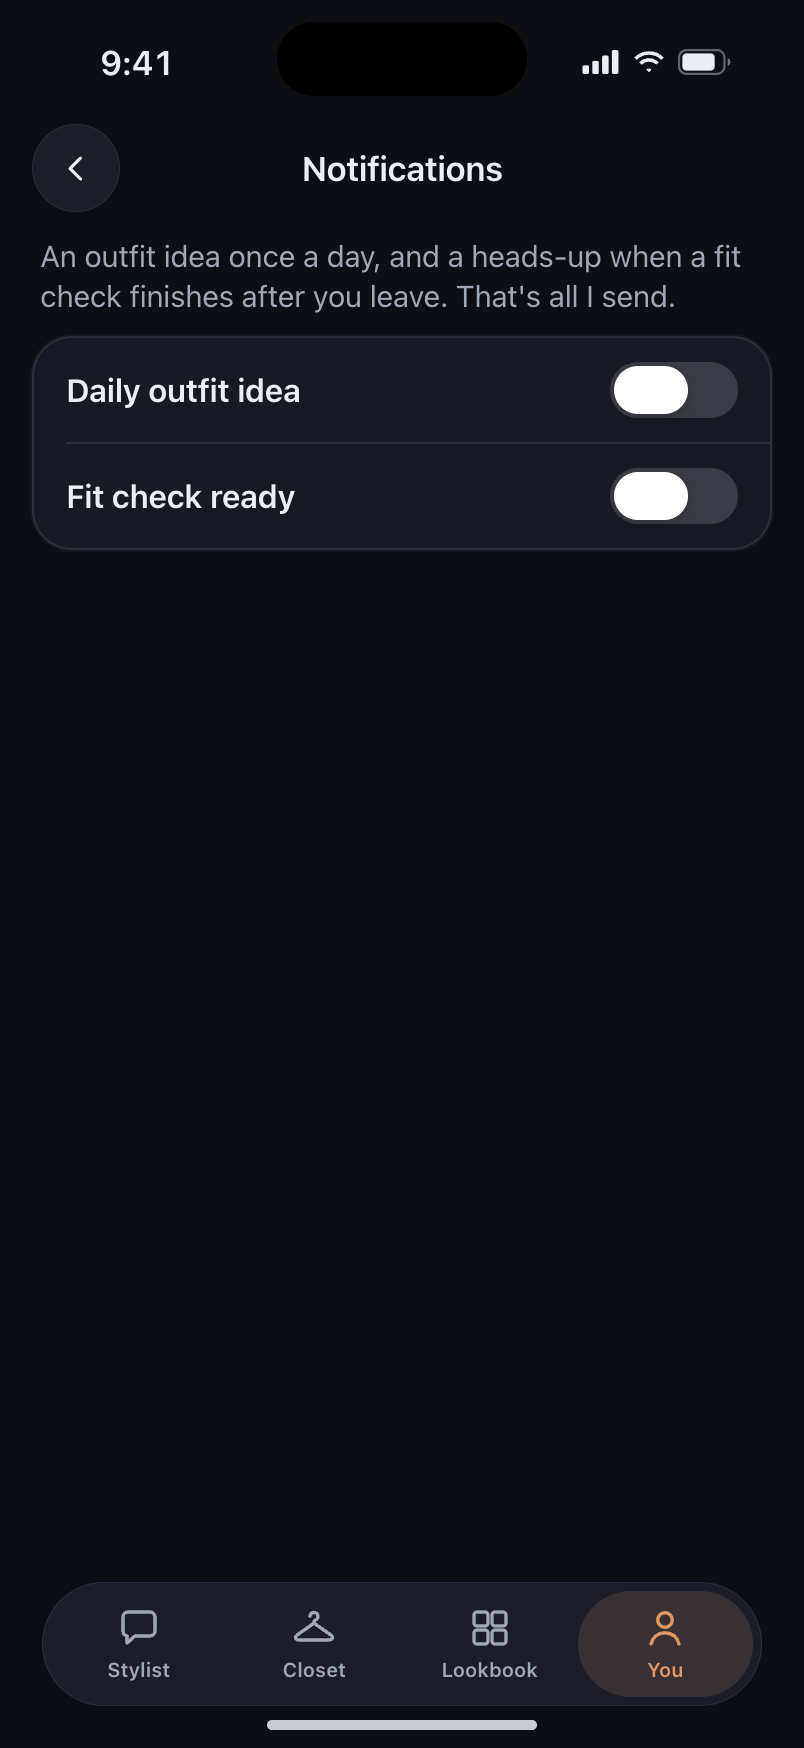 9:41
Notifications
An outfit idea once a day, and a heads-up when a fit
check finishes after you leave. That's all I send.
Daily outfit idea
Fit check ready
Stylist
Closet
Lookbook
You